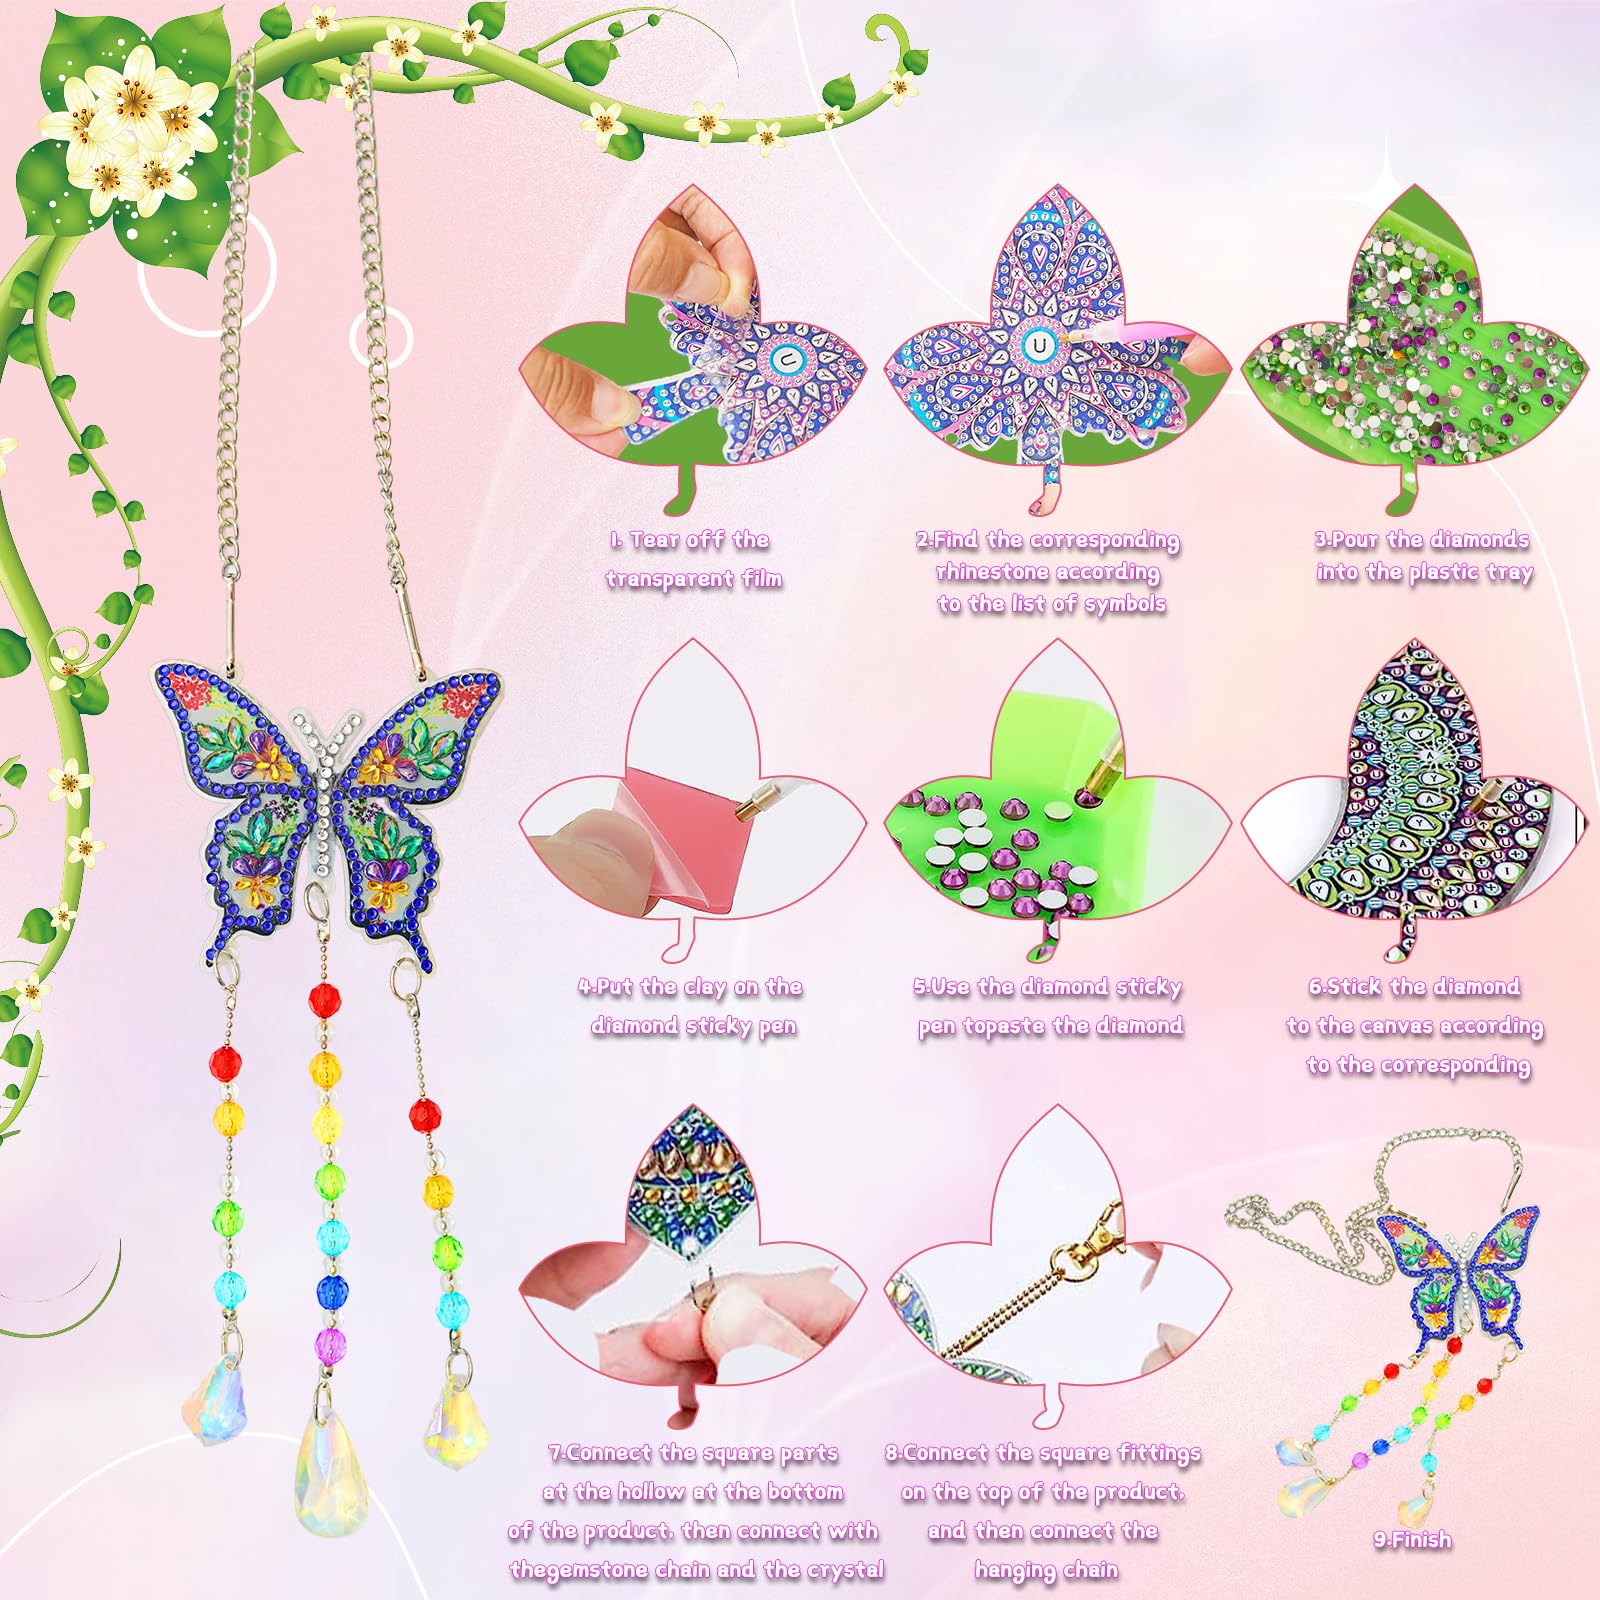 1. Tear off the
transparent film
2.Find the corresponding
rhinestone according
to the list of symbols
3.Pour the diamonds
into the plastic tray
4.Put the clay on the
diamond sticky pen
5.Use the diamond sticky
pen topaste the diamond
6.Stick the diamond
to the canvas according
to the corresponding
7.Connect the square parts
at the hollow at the bottom
of the product, then connect with
thegemstone chain and the crystal
8.Connect the square fittings
on the top of the product,
and then connect the
hanging chain
9.Finish